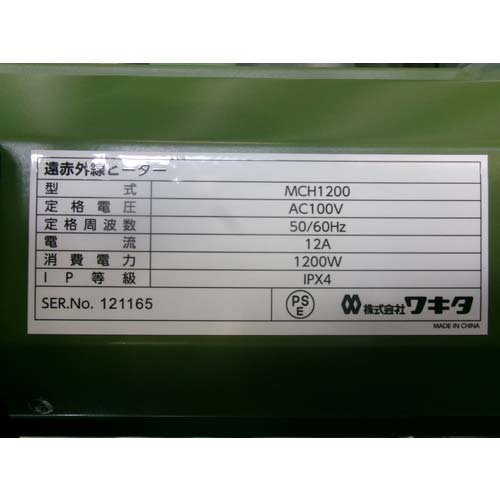 遠赤外線ヒーター
型式 MCH1200
定格電圧 AC100V
定格周波数 50/60Hz
電流 12A
消費電力 1200W
IP等級 IPX4
SER.No. 121165 PS E 株式会社ワキタ
MADE IN CHINA